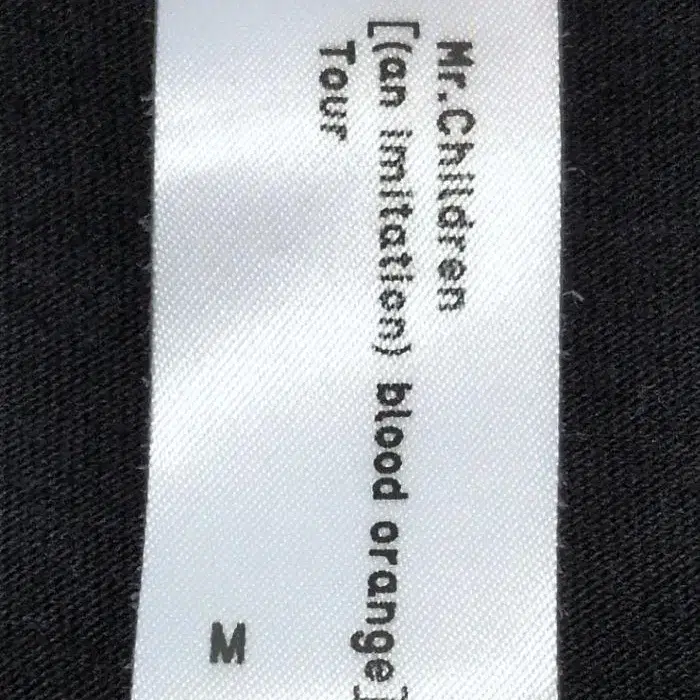 Mr.Children
[(an imitation) blood orange]
Tour
M